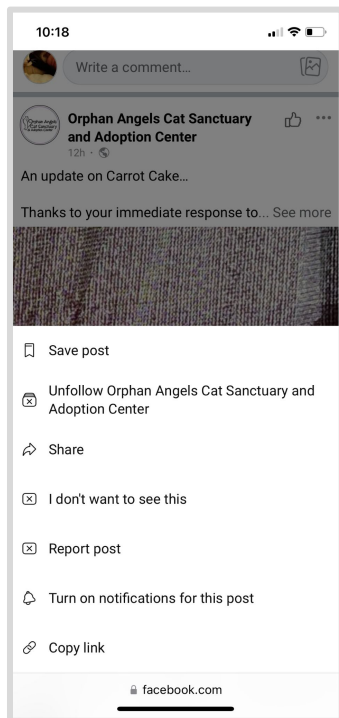 10:18
Write a comment...
Orphan Angels Cat Sanctuary
and Adoption Center
12h
An update on Carrot Cake...
Thanks to your immediate response to... See more
Save post
Unfollow Orphan Angels Cat Sanctuary and
Adoption Center
Share
I don't want to see this
Report post
Turn on notifications for this post
Copy link
facebook.com